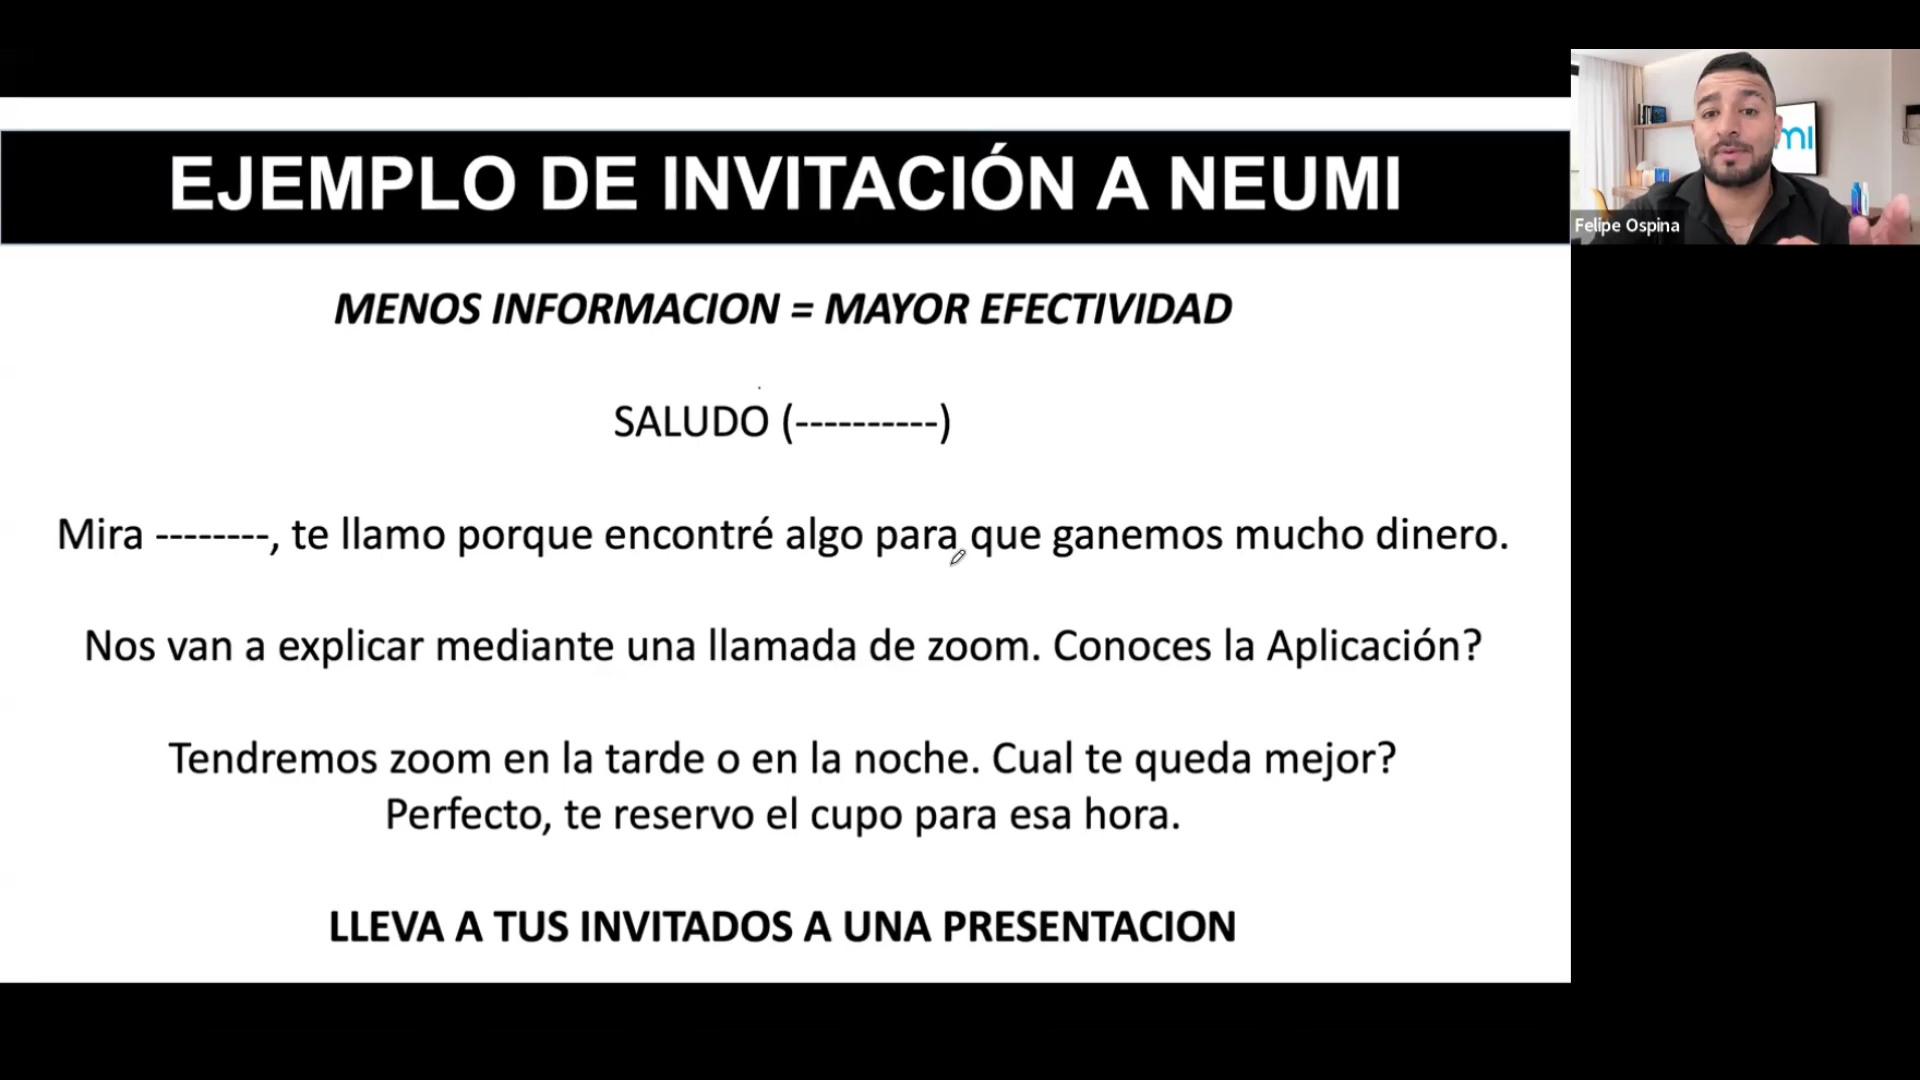 EJEMPLO DE INVITACIÓN A NEUMI
MENOS INFORMACION = MAYOR EFECTIVIDAD
SALUDO (----------)
Mira --------, te llamo porque encontré algo para que ganemos mucho dinero.
Nos van a explicar mediante una llamada de zoom. Conoces la Aplicación?
Tendremos zoom en la tarde o en la noche. Cual te queda mejor?
Perfecto, te reservo el cupo para esa hora.
LLEVA A TUS INVITADOS A UNA PRESENTACION
mi
Felipe Ospina